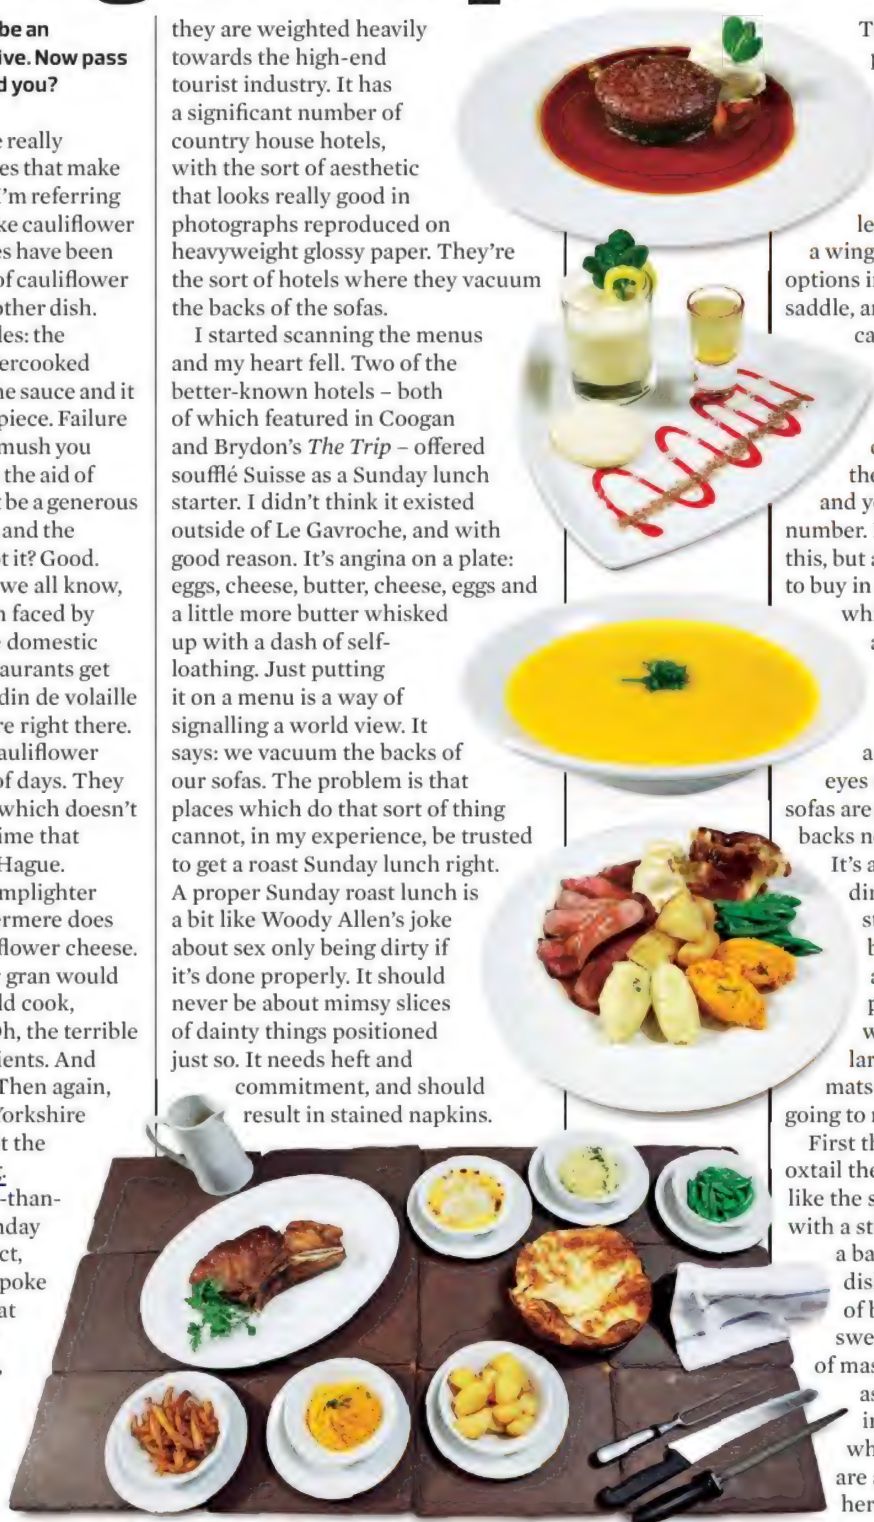 be an
ive. Now pass
d you?
e really
es that make
I'm referring
ke cauliflower
es have been
of cauliflower
other dish.
les: the
ercooked
he sauce and it
piece. Failure
mush you
the aid of
t be a generous
and the
ot it? Good.
we all know,
n faced by
e domestic
taurants get
din de volaille
re right there.
auliflower
of days. They
which doesn't
ime that
Hague.
mplighter
ermere does
flower cheese.
r gran would
ld cook,
Oh, the terrible
ients. And
Then again,
Yorkshire
t the
g
-than-
nday
ct,
poke
at
they are weighted heavily
towards the high-end
tourist industry. It has
a significant number of
country house hotels,
with the sort of aesthetic
that looks really good in
photographs reproduced on
heavyweight glossy paper. They're
the sort of hotels where they vacuum
the backs of the sofas.
I started scanning the menus
and my heart fell. Two of the
better-known hotels – both
of which featured in Coogan
and Brydon's The Trip – offered
soufflé Suisse as a Sunday lunch
starter. I didn't think it existed
outside of Le Gavroche, and with
good reason. It's angina on a plate:
eggs, cheese, butter, cheese, eggs and
a little more butter whisked
up with a dash of self-
loathing. Just putting
it on a menu is a way of
signalling a world view. It
says: we vacuum the backs of
our sofas. The problem is that
places which do that sort of thing
cannot, in my experience, be trusted
to get a roast Sunday lunch right.
A proper Sunday roast lunch is
a bit like Woody Allen's joke
about sex only being dirty if
it's done properly. It should
never be about mimsy slices
of dainty things positioned
just so. It needs heft and
commitment, and should
result in stained napkins.
T
p
le
a wing
options i
saddle, a
ca
the
and y
number.
this, but a
to buy in
wh
a
a
eyes
sofas are
backs n
It's a
di
st
b
a
p
w
lar
mats
going to
First th
oxtail the
like the s
with a st
a ba
dis
of b
swe
of mas
as
i
wh
are
her